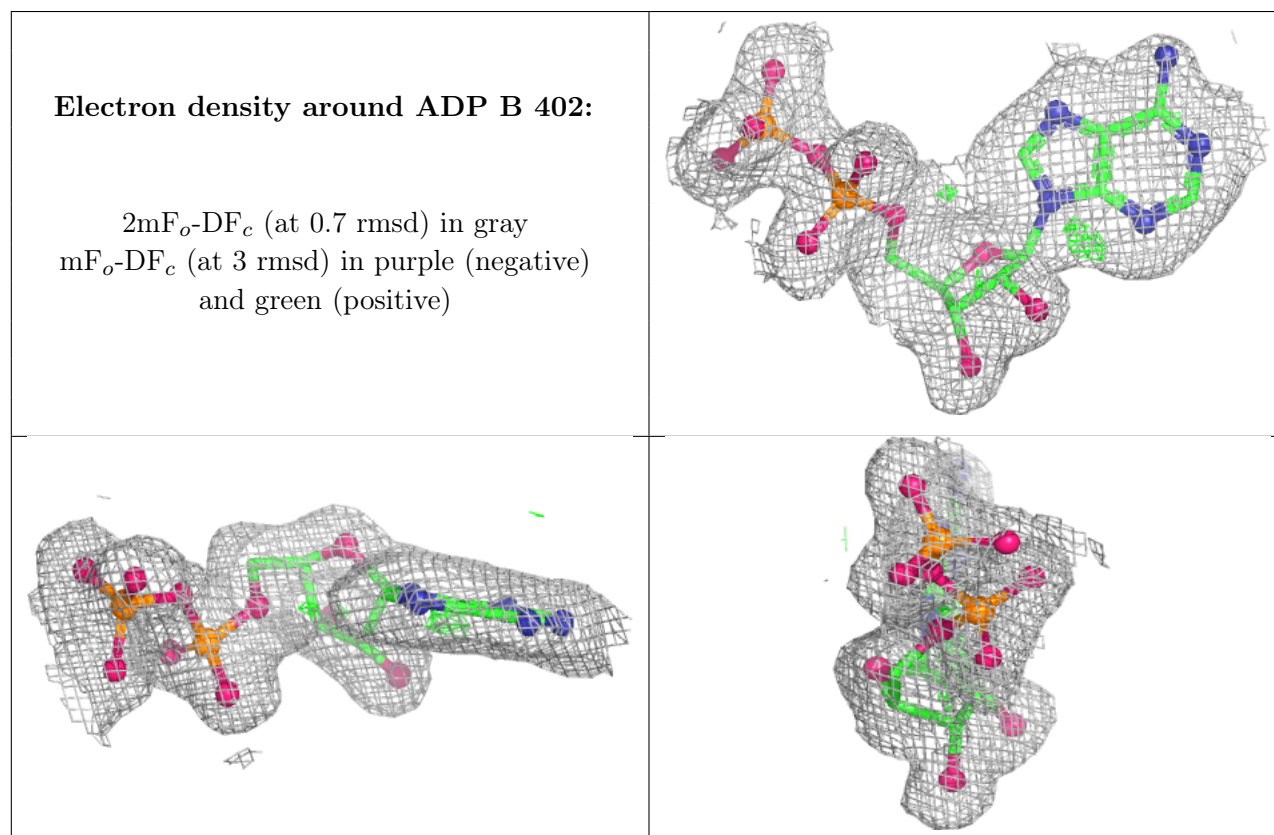 Electron density around ADP B 402:
2mFₒ-DF𝒸 (at 0.7 rmsd) in gray
mFₒ-DF𝒸 (at 3 rmsd) in purple (negative)
and green (positive)